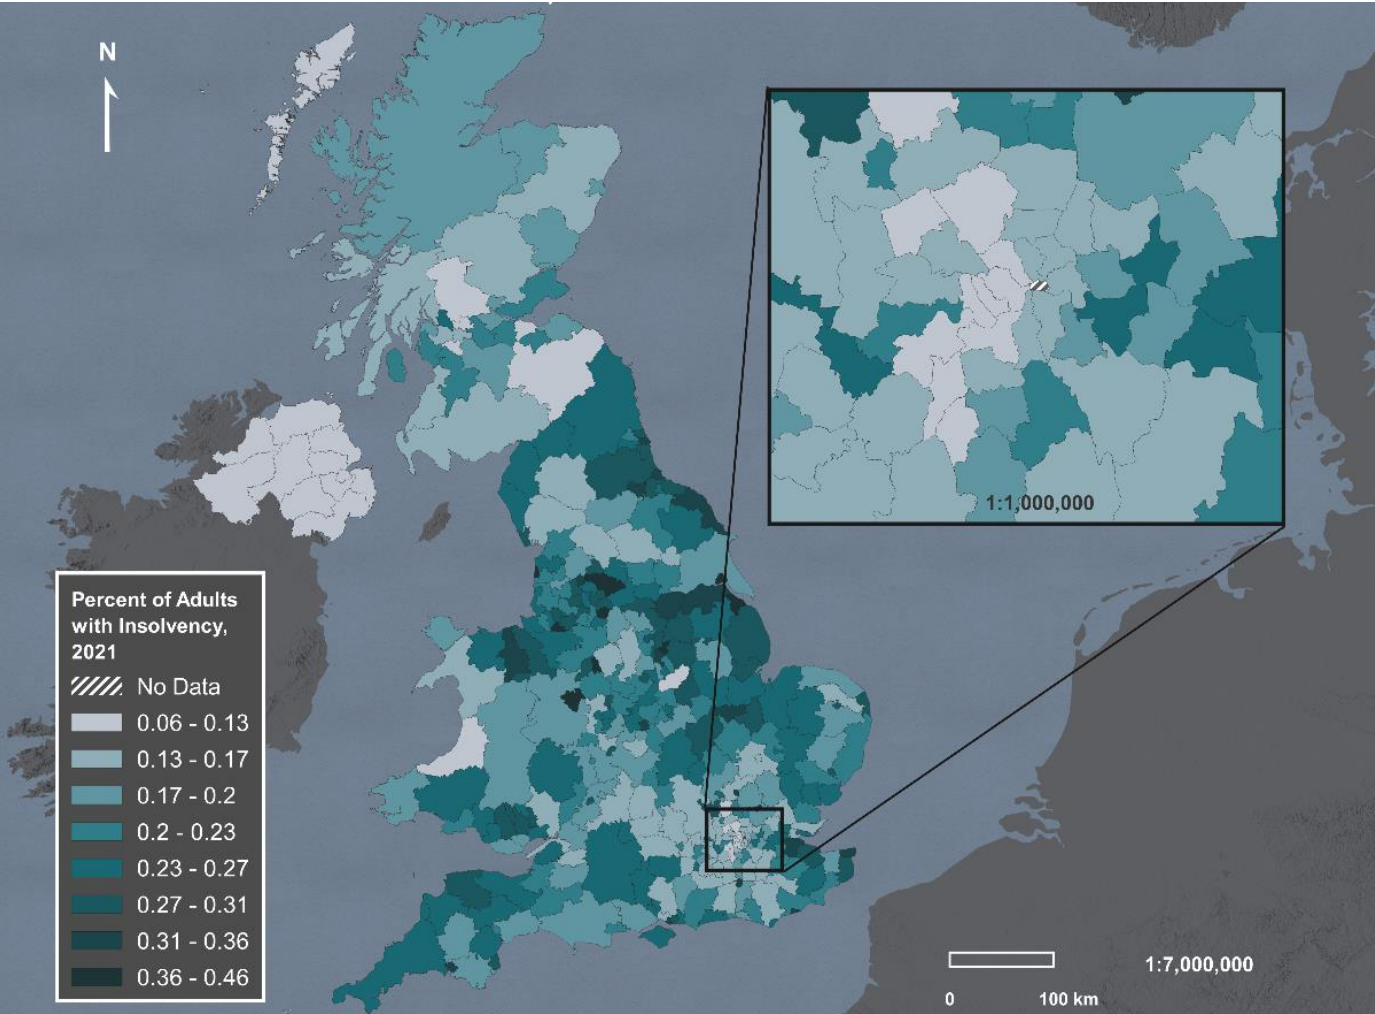 N
1:1,000,000
Percent of Adults
with Insolvency,
2021
No Data
0.06 - 0.13
0.13 - 0.17
0.17 - 0.2
0.2 - 0.23
0.23 - 0.27
0.27 - 0.31
0.31 - 0.36
0.36 - 0.46
1:7,000,000
0 100 km